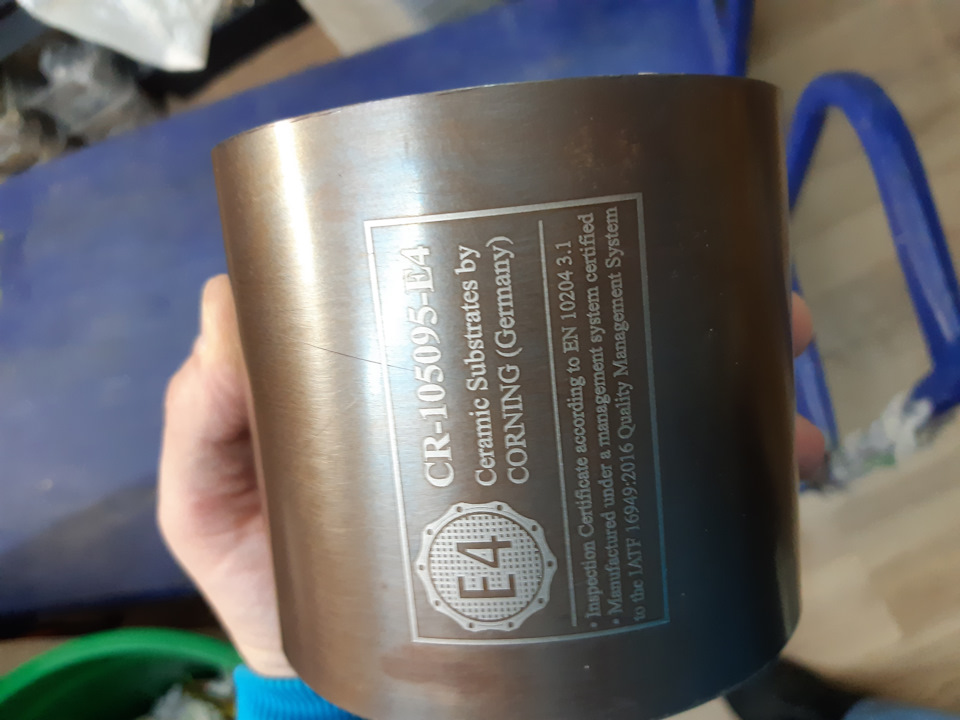 E4
CR-105095-E4
Ceramic Substrates by
CORNING (Germany)
• Inspection Certificate according to EN 10204 3.1
• Manufactured under a management system certified
to the IATF 16949:2016 Quality Management System